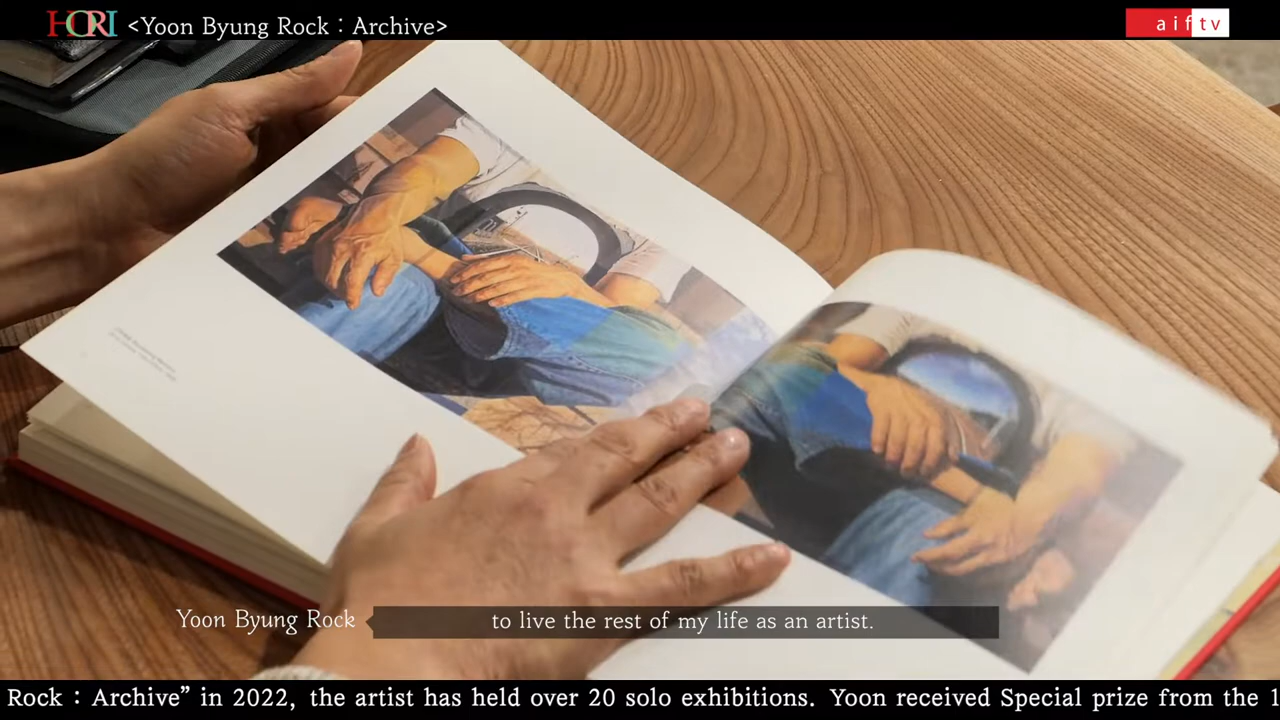 HORI <Yoon Byung Rock : Archive>
aiftv
Yoon Byung Rock
to live the rest of my life as an artist.
Rock : Archive” in 2022, the artist has held over 20 solo exhibitions. Yoon received Special prize from the 1